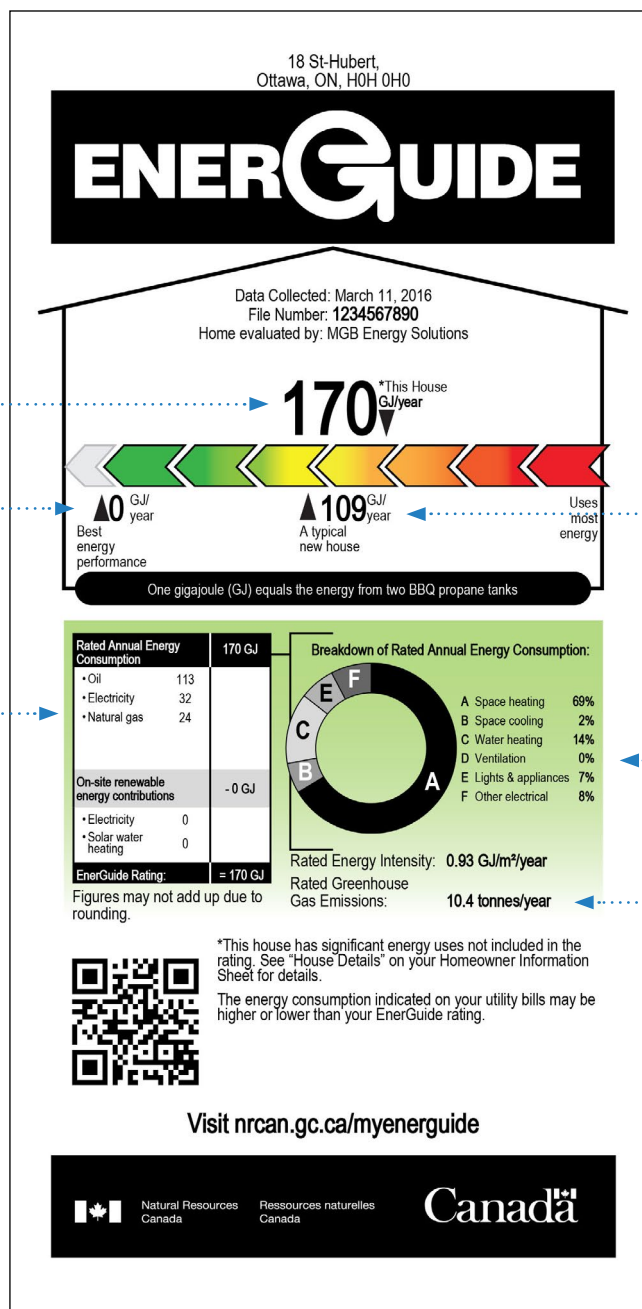 18 St-Hubert,
Ottawa, ON, H0H 0H0
ENERGUIDE
Data Collected: March 11, 2016
File Number: 1234567890
Home evaluated by: MGB Energy Solutions
170
*This House
GJ/year
0 GJ/
year
Best
energy
performance
109 GJ/
year
A typical
new house
Uses
most
energy
One gigajoule (GJ) equals the energy from two BBQ propane tanks
Rated Annual Energy
Consumption
170 GJ
• Oil 113
• Electricity 32
• Natural gas 24
On-site renewable
energy contributions
- 0 GJ
• Electricity 0
• Solar water
heating 0
EnerGuide Rating: = 170 GJ
Figures may not add up due to
rounding.
Breakdown of Rated Annual Energy Consumption:
F
E
C
B
A
A Space heating 69%
B Space cooling 2%
C Water heating 14%
D Ventilation 0%
E Lights & appliances 7%
F Other electrical 8%
Rated Energy Intensity: 0.93 GJ/m²/year
Rated Greenhouse
Gas Emissions: 10.4 tonnes/year
*This house has significant energy uses not included in the
rating. See “House Details” on your Homeowner Information
Sheet for details.
The energy consumption indicated on your utility bills may be
higher or lower than your EnerGuide rating.
Visit nrcan.gc.ca/myenerguide
Natural Resources
Canada
Ressources naturelles
Canada
Canada